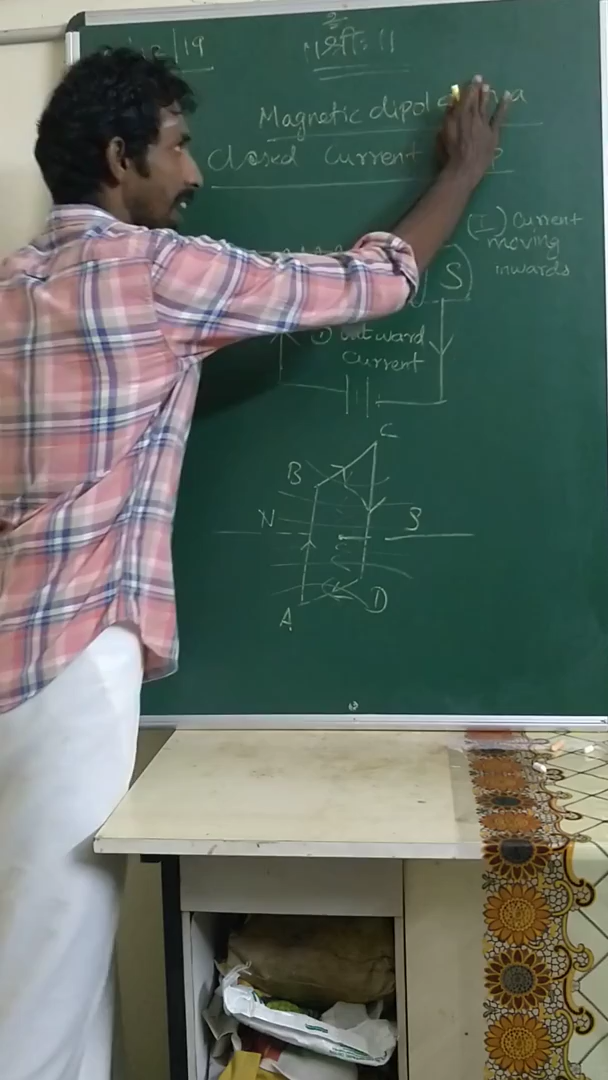 /19
Magnetic dipol a
closed Current
(I) Current
moving
inwards
S
outward
Current
C
B
N S
A D